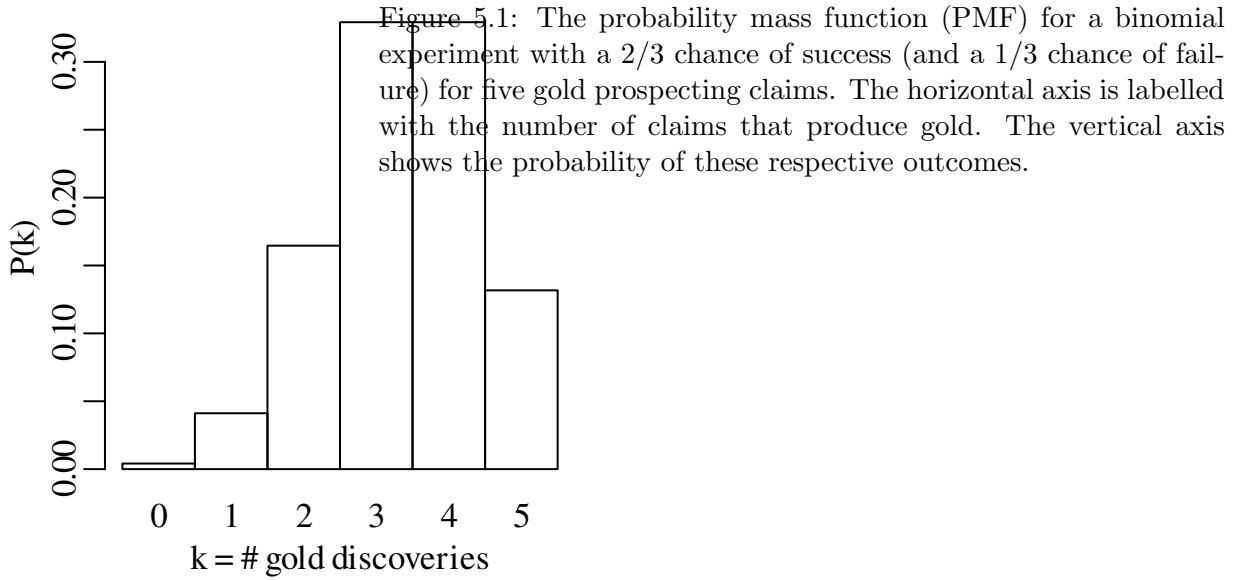 Figure 5.1: The probability mass function (PMF) for a binomial
experiment with a 2/3 chance of success (and a 1/3 chance of fail-
ure) for five gold prospecting claims. The horizontal axis is labelled
with the number of claims that produce gold. The vertical axis
shows the probability of these respective outcomes.
P(k)
0.30
0.20
0.10
0.00
0 1 2 3 4 5
k = # gold discoveries